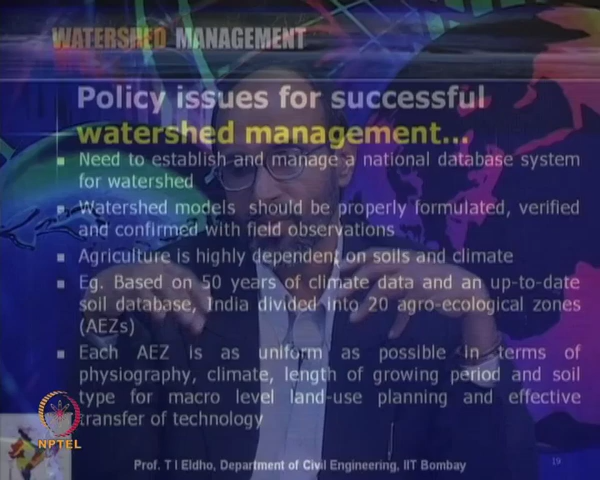 WATERSHED MANAGEMENT
Policy issues for successful
watershed management...
▪ Need to establish and manage a national database system
for watershed
▪ Watershed models should be properly formulated, verified
and confirmed with field observations
▪ Agriculture is highly dependent on soils and climate
▪ Eg. Based on 50 years of climate data and an up-to-date
soil database, India divided into 20 agro-ecological zones
(AEZs)
▪ Each AEZ is as uniform as possible in terms of
physiography, climate, length of growing period and soil
type for macro level land-use planning and effective
transfer of technology
NPTEL
Prof. T I Eldho, Department of Civil Engineering, IIT Bombay
19